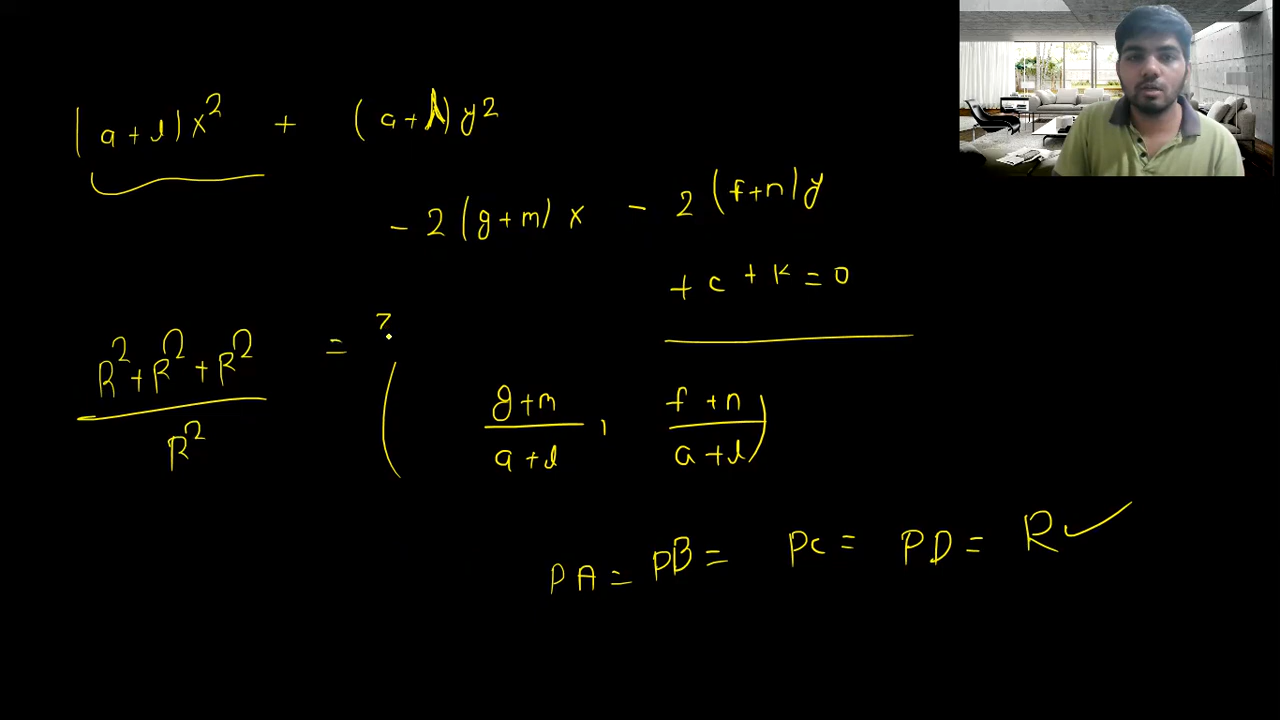 (a+l)x² + (a+λ)y2
-2(g+m)x - 2(f+n)y
+c+k=0
R²+R²+R²/R² = ?
(g+m/a+l, f+n/a+l)
PA= PB= PC= PD= R✓